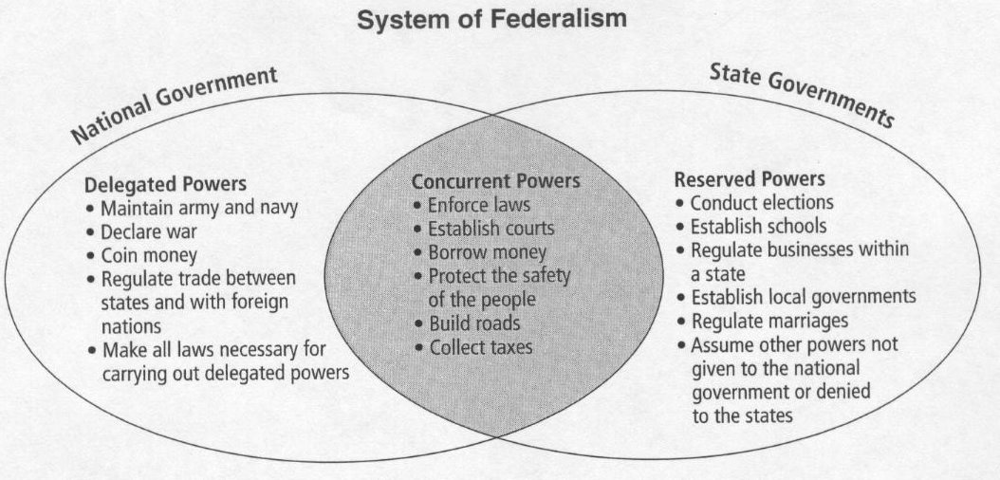 System of Federalism
National Government
State Governments
Delegated Powers
• Maintain army and navy
• Declare war
• Coin money
• Regulate trade between
states and with foreign
nations
• Make all laws necessary for
carrying out delegated powers
Concurrent Powers
• Enforce laws
• Establish courts
• Borrow money
• Protect the safety
of the people
• Build roads
• Collect taxes
Reserved Powers
• Conduct elections
• Establish schools
• Regulate businesses within
a state
• Establish local governments
• Regulate marriages
• Assume other powers not
given to the national
government or denied
to the states